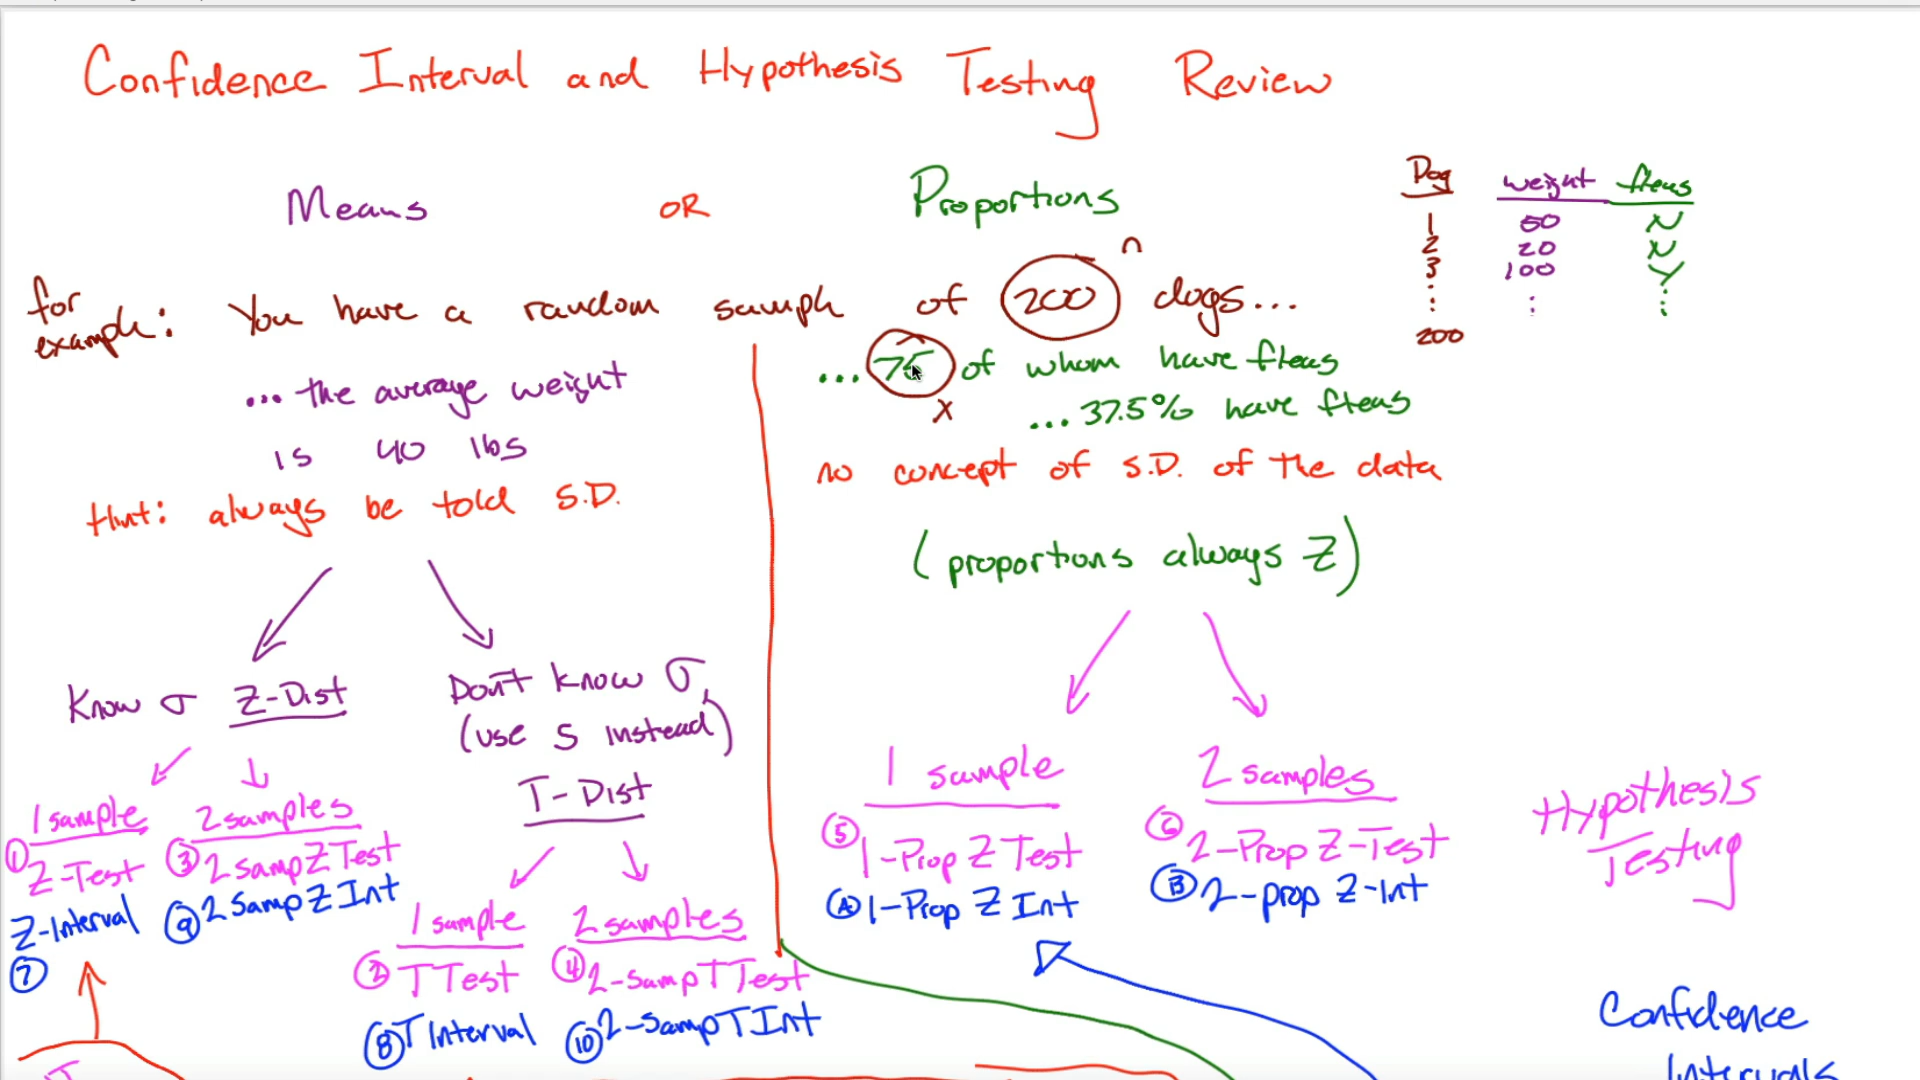 Confidence Interval and Hypothesis Testing Review
Means OR Proportions
for example: You have a random sample of 200 dogs...
n
... the average weight
is 40 lbs
Hint: always be told S.D.
... 75 of whom have fleas
x
... 37.5% have fleas
no concept of S.D. of the data
(proportions always Z)
Dog weight fleas
1 50 N
2 20 N
3 100 Y
⋮ ⋮ ⋮
200
Know σ Z-Dist
Don't know σ,
(use S instead)
T-Dist
1 sample
① Z-Test
Z-Interval
⑦
2 samples
③ 2 Samp Z Test
⑨ 2 Samp Z Int
1 sample
② T Test
⑧ T Interval
2 samples
④ 2-Samp T Test
⑩ 2-Samp T Int
1 sample
⑤ 1-Prop Z Test
Ⓐ 1-Prop Z Int
2 samples
⑥ 2-Prop Z-Test
Ⓑ 2-prop Z-Int
Hypothesis
Testing
Confidence
Intervals